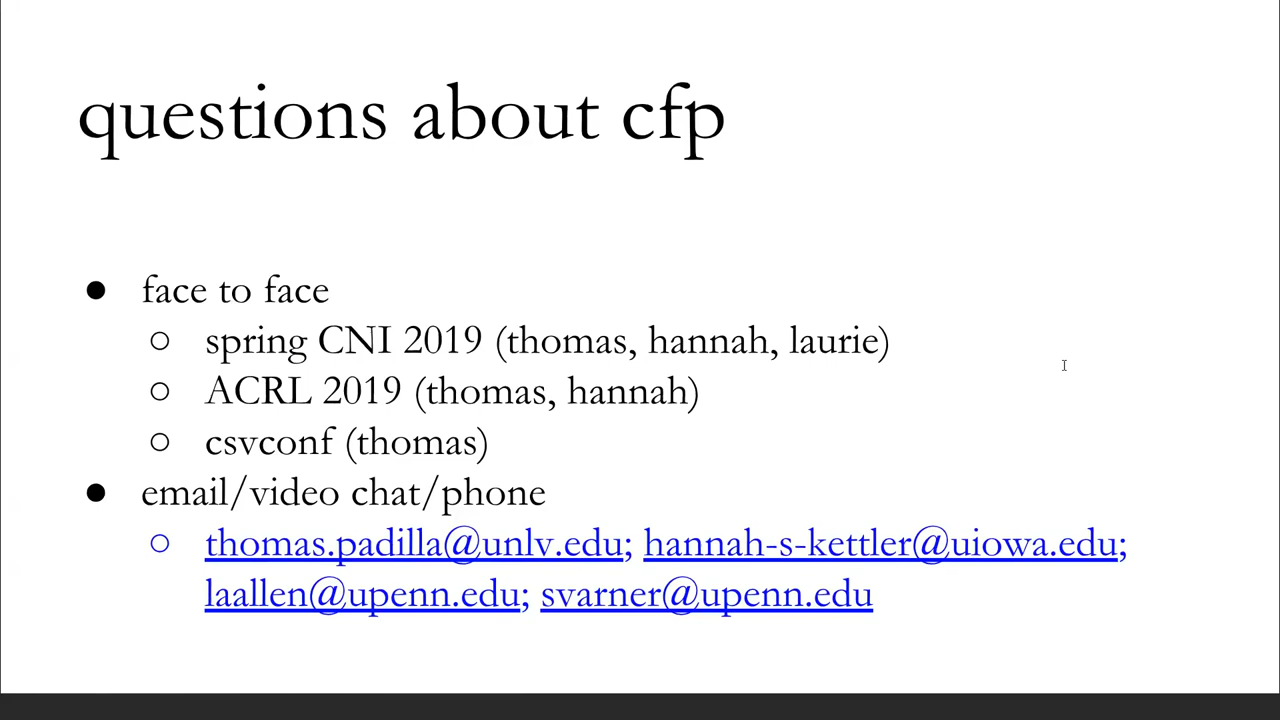 questions about cfp
● face to face
○ spring CNI 2019 (thomas, hannah, laurie)
○ ACRL 2019 (thomas, hannah)
○ csvconf (thomas)
● email/video chat/phone
○ thomas.padilla@unlv.edu; hannah-s-kettler@uiowa.edu;
laallen@upenn.edu; svarner@upenn.edu